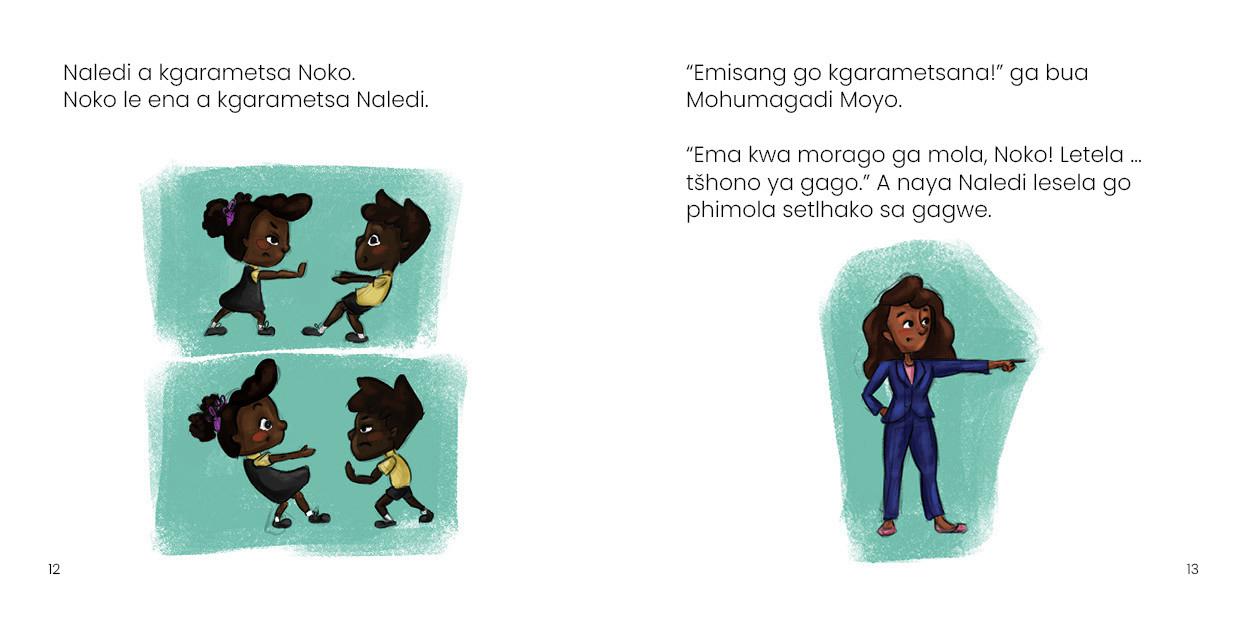 Naledi a kgarametsa Noko.
Noko le ena a kgarametsa Naledi.
12
“Emisang go kgarametsana!” ga bua
Mohumagadi Moyo.
“Ema kwa morago ga mola, Noko! Letela ...
tšhono ya gago.” A naya Naledi lesela go
phimola setlhako sa gagwe.
13